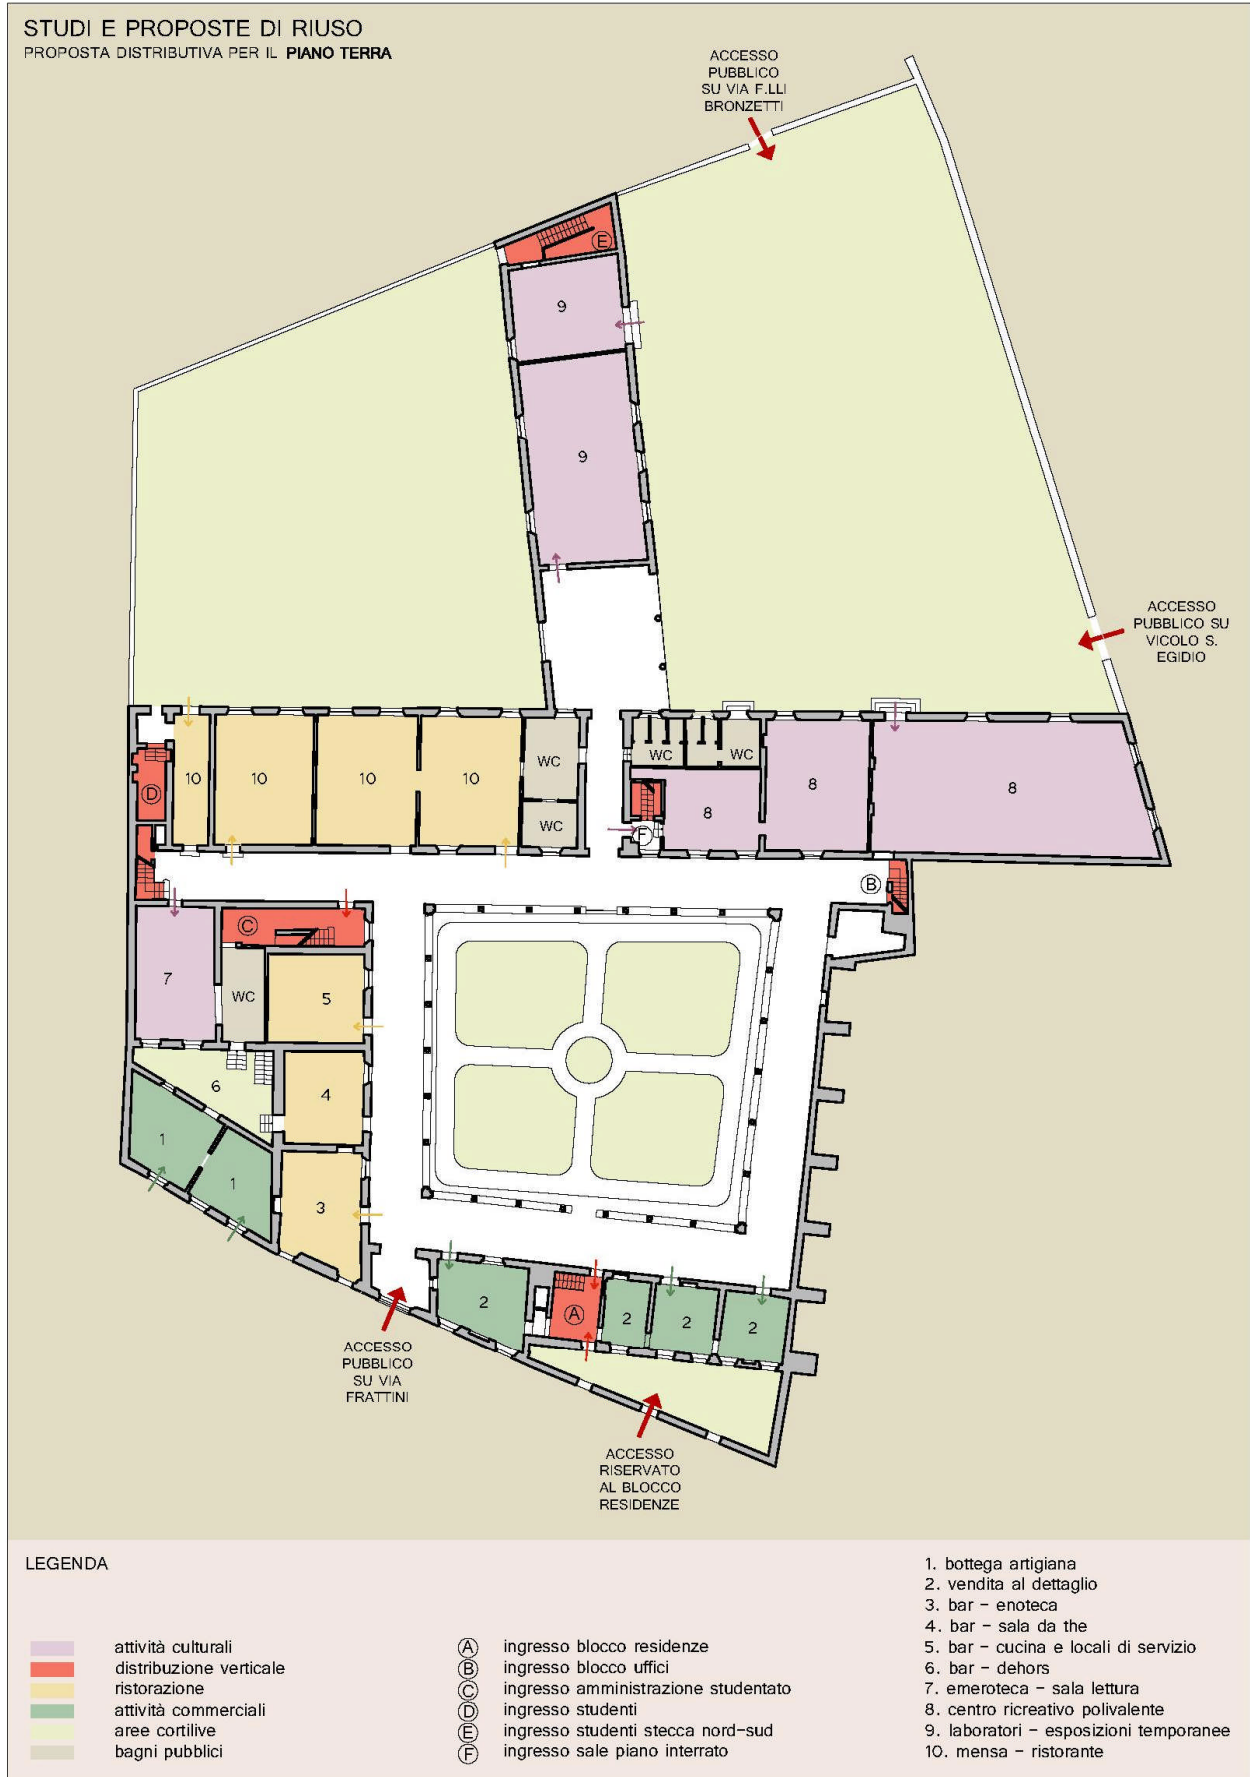 STUDI E PROPOSTE DI RIUSO
PROPOSTA DISTRIBUTIVA PER IL PIANO TERRA
ACCESSO
PUBBLICO
SU VIA F.LLI
BRONZETTI
E
9
9
ACCESSO
PUBBLICO SU
VICOLO S.
EGIDIO
10
10
10
10
WC
WC
WC
WC
8
8
8
D
F
B
C
7
WC
5
6
4
1
1
3
2
A
2
2
2
ACCESSO
PUBBLICO
SU VIA
FRATTINI
ACCESSO
RISERVATO
AL BLOCCO
RESIDENZE
LEGENDA
attività culturali
distribuzione verticale
ristorazione
attività commerciali
aree cortilive
bagni pubblici
A ingresso blocco residenze
B ingresso blocco uffici
C ingresso amministrazione studentato
D ingresso studenti
E ingresso studenti stecca nord-sud
F ingresso sale piano interrato
1. bottega artigiana
2. vendita al dettaglio
3. bar - enoteca
4. bar - sala da the
5. bar - cucina e locali di servizio
6. bar - dehors
7. emeroteca - sala lettura
8. centro ricreativo polivalente
9. laboratori - esposizioni temporanee
10. mensa - ristorante